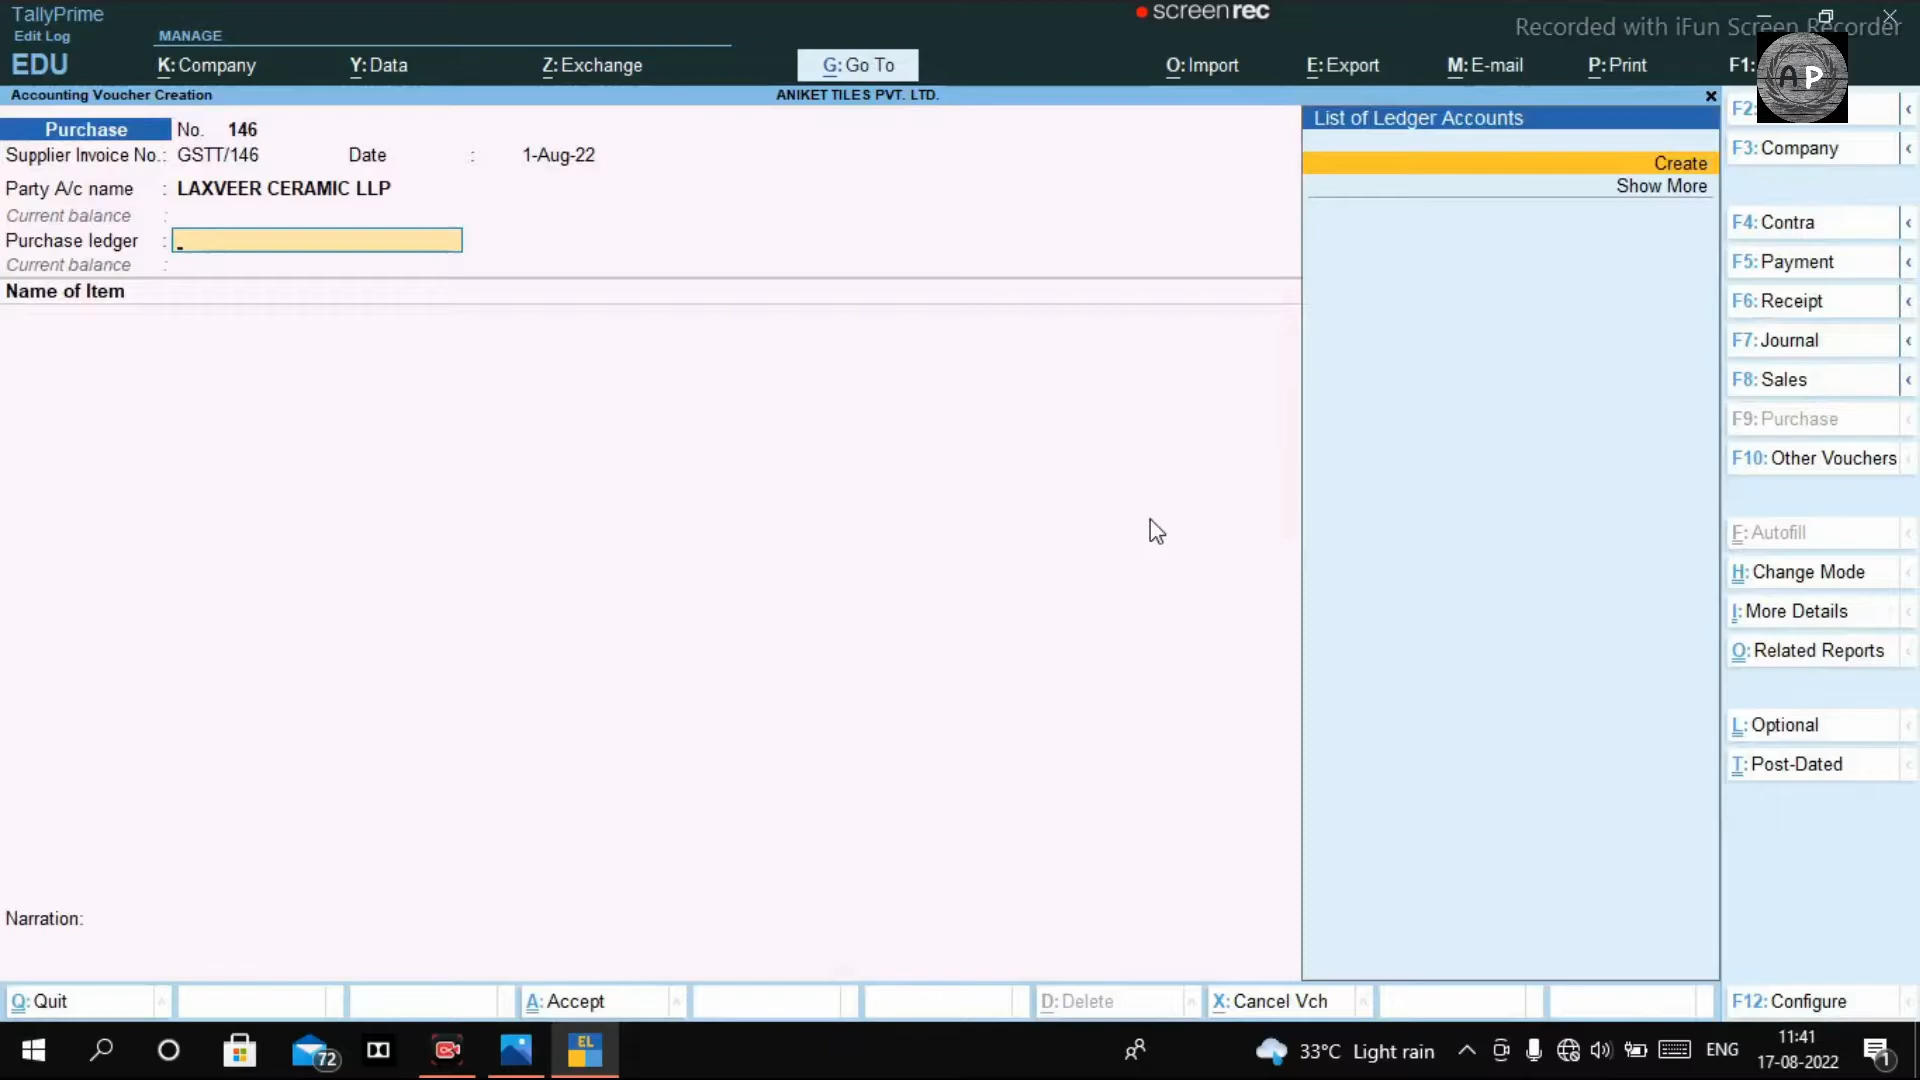 TallyPrime
Edit Log
EDU
MANAGE
K: Company
Y: Data
Z: Exchange
G: Go To
O: Import
E: Export
M: E-mail
P: Print
F1:
screenrec
Recorded with iFun Screen Recorder
AP
Accounting Voucher Creation
ANIKET TILES PVT. LTD.
Purchase No. 146
Supplier Invoice No.: GSTT/146 Date : 1-Aug-22
Party A/c name : LAXVEER CERAMIC LLP
Current balance :
Purchase ledger :
Current balance :
Name of Item
Narration:
List of Ledger Accounts
Create
Show More
F2:
F3: Company
F4: Contra
F5: Payment
F6: Receipt
F7: Journal
F8: Sales
F9: Purchase
F10: Other Vouchers
F: Autofill
H: Change Mode
I: More Details
O: Related Reports
L: Optional
T: Post-Dated
F12: Configure
Q: Quit
A: Accept
D: Delete
X: Cancel Vch
72
EL
33°C Light rain
ENG
11:41
17-08-2022
1